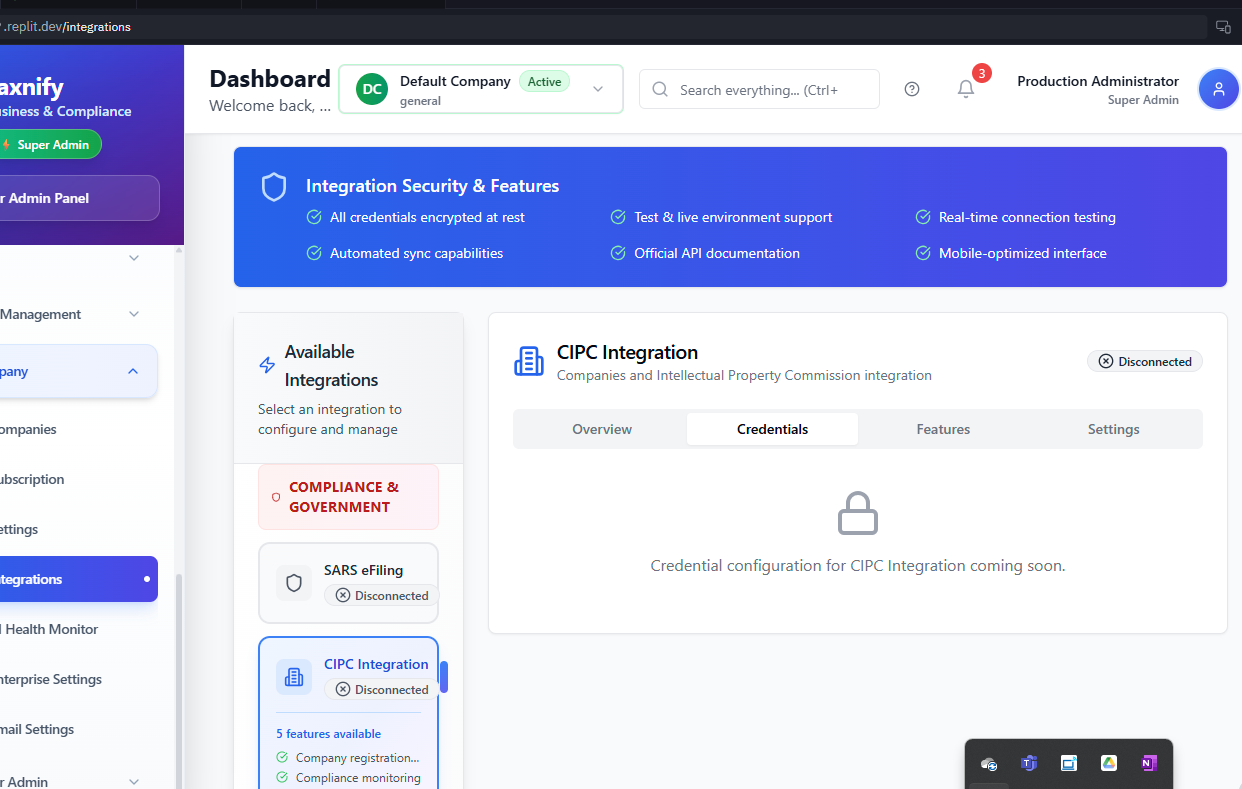 .replit.dev/integrations
axnify
usiness & Compliance
Super Admin
r Admin Panel
Management
pany
ompanies
ubscription
ettings
ntegrations
l Health Monitor
nterprise Settings
mail Settings
r Admin
Dashboard
Welcome back, ...
DC
Default Company
Active
general
Search everything... (Ctrl+
3
Production Administrator
Super Admin
Integration Security & Features
All credentials encrypted at rest
Test & live environment support
Real-time connection testing
Automated sync capabilities
Official API documentation
Mobile-optimized interface
Available
Integrations
Select an integration to
configure and manage
COMPLIANCE &
GOVERNMENT
SARS eFiling
Disconnected
CIPC Integration
Disconnected
5 features available
Company registration...
Compliance monitoring
CIPC Integration
Companies and Intellectual Property Commission integration
Disconnected
Overview
Credentials
Features
Settings
Credential configuration for CIPC Integration coming soon.